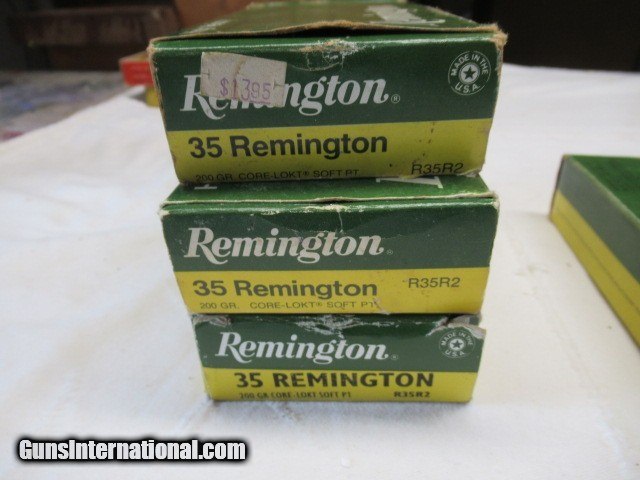 $13.95
Remington®
MADE IN THE U.S.A.
35 Remington
200 GR. CORE-LOKT® SOFT PT.
R35R2
Remington®
35 Remington
R35R2
200 GR. CORE-LOKT® SOFT PT.
Remington®
MADE IN THE U.S.A.
35 REMINGTON
200 GR CORE-LOKT SOFT PT
R35R2
GunsInternational.com